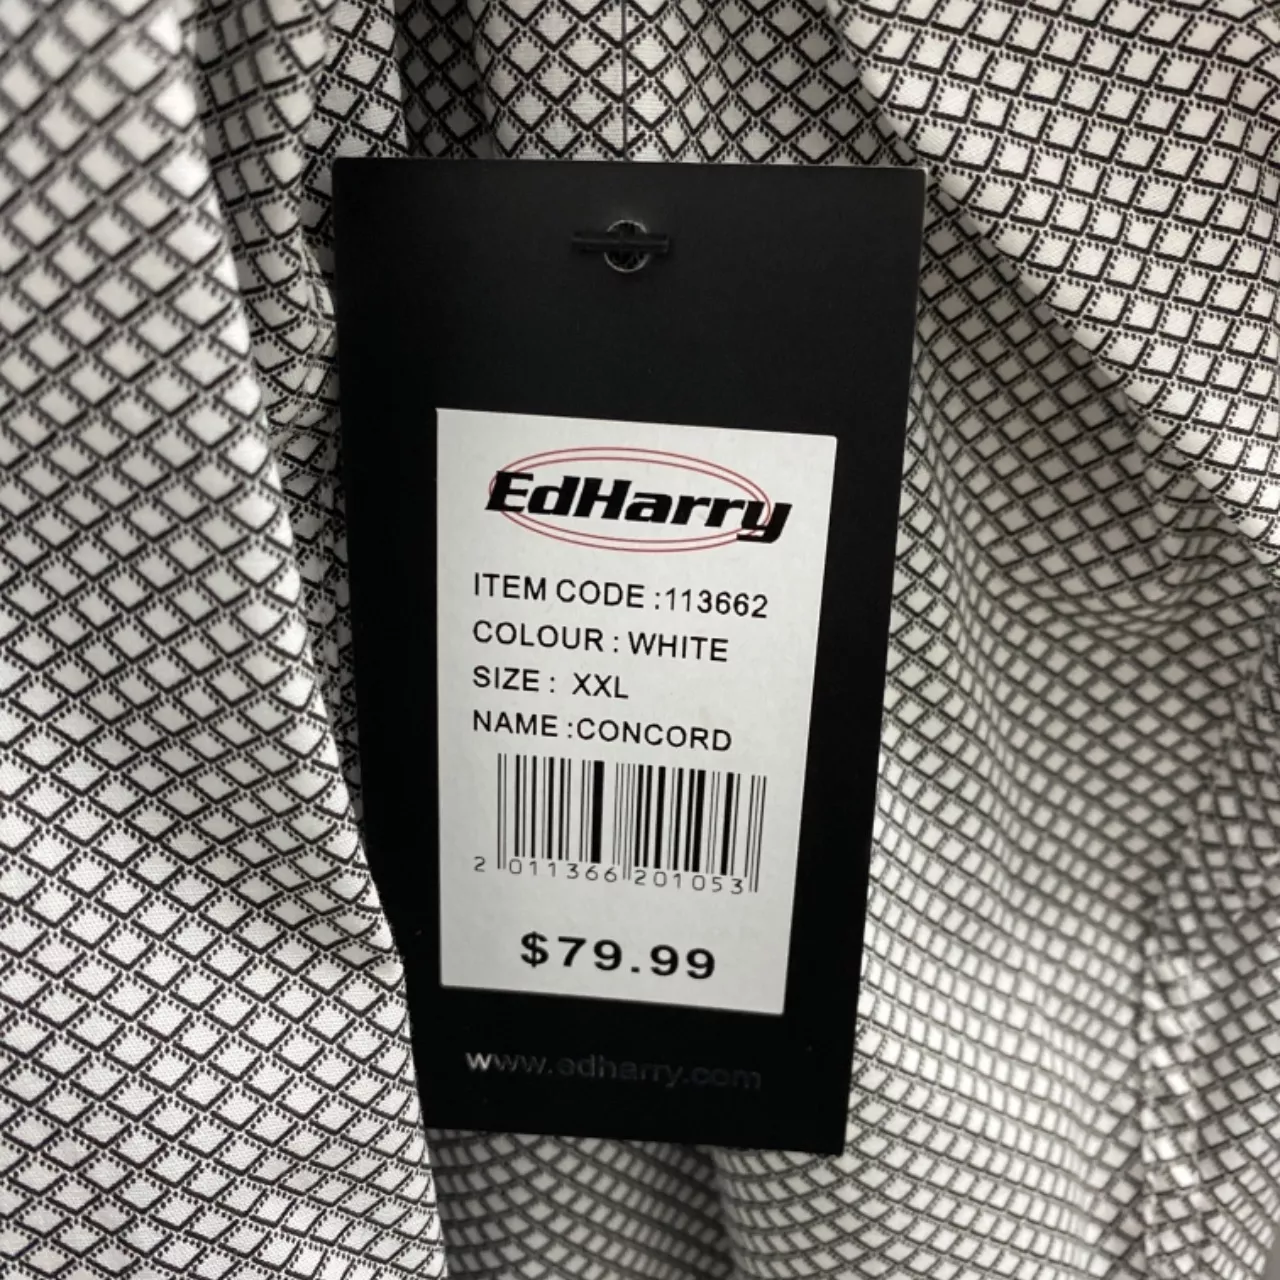 EdHarry
ITEM CODE :113662
COLOUR : WHITE
SIZE : XXL
NAME :CONCORD
2 011366 201053
$79.99
www.edharry.com